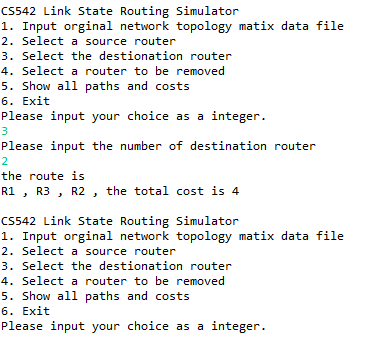 CS542 Link State Routing Simulator
1. Input orginal network topology matix data file
2. Select a source router
3. Select the destionation router
4. Select a router to be removed
5. Show all paths and costs
6. Exit
Please input your choice as a integer.
3
Please input the number of destination router
2
the route is
R1 , R3 , R2 , the total cost is 4
CS542 Link State Routing Simulator
1. Input orginal network topology matix data file
2. Select a source router
3. Select the destionation router
4. Select a router to be removed
5. Show all paths and costs
6. Exit
Please input your choice as a integer.